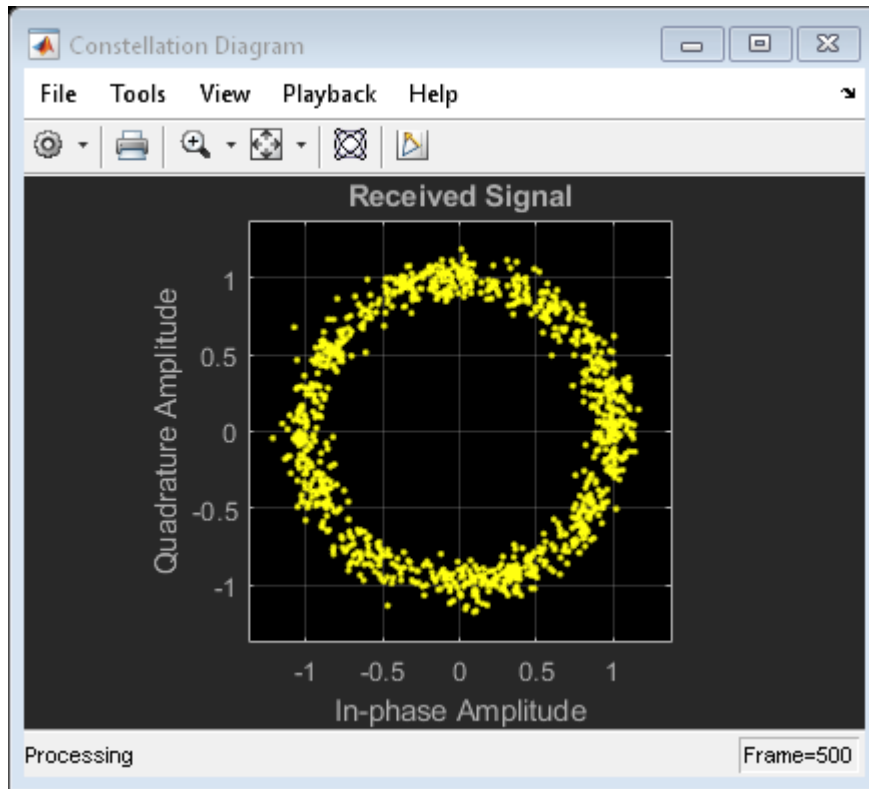 Constellation Diagram
File Tools View Playback Help
Received Signal
Quadrature Amplitude
1
0.5
0
-0.5
-1
-1 -0.5 0 0.5 1
In-phase Amplitude
Processing Frame=500